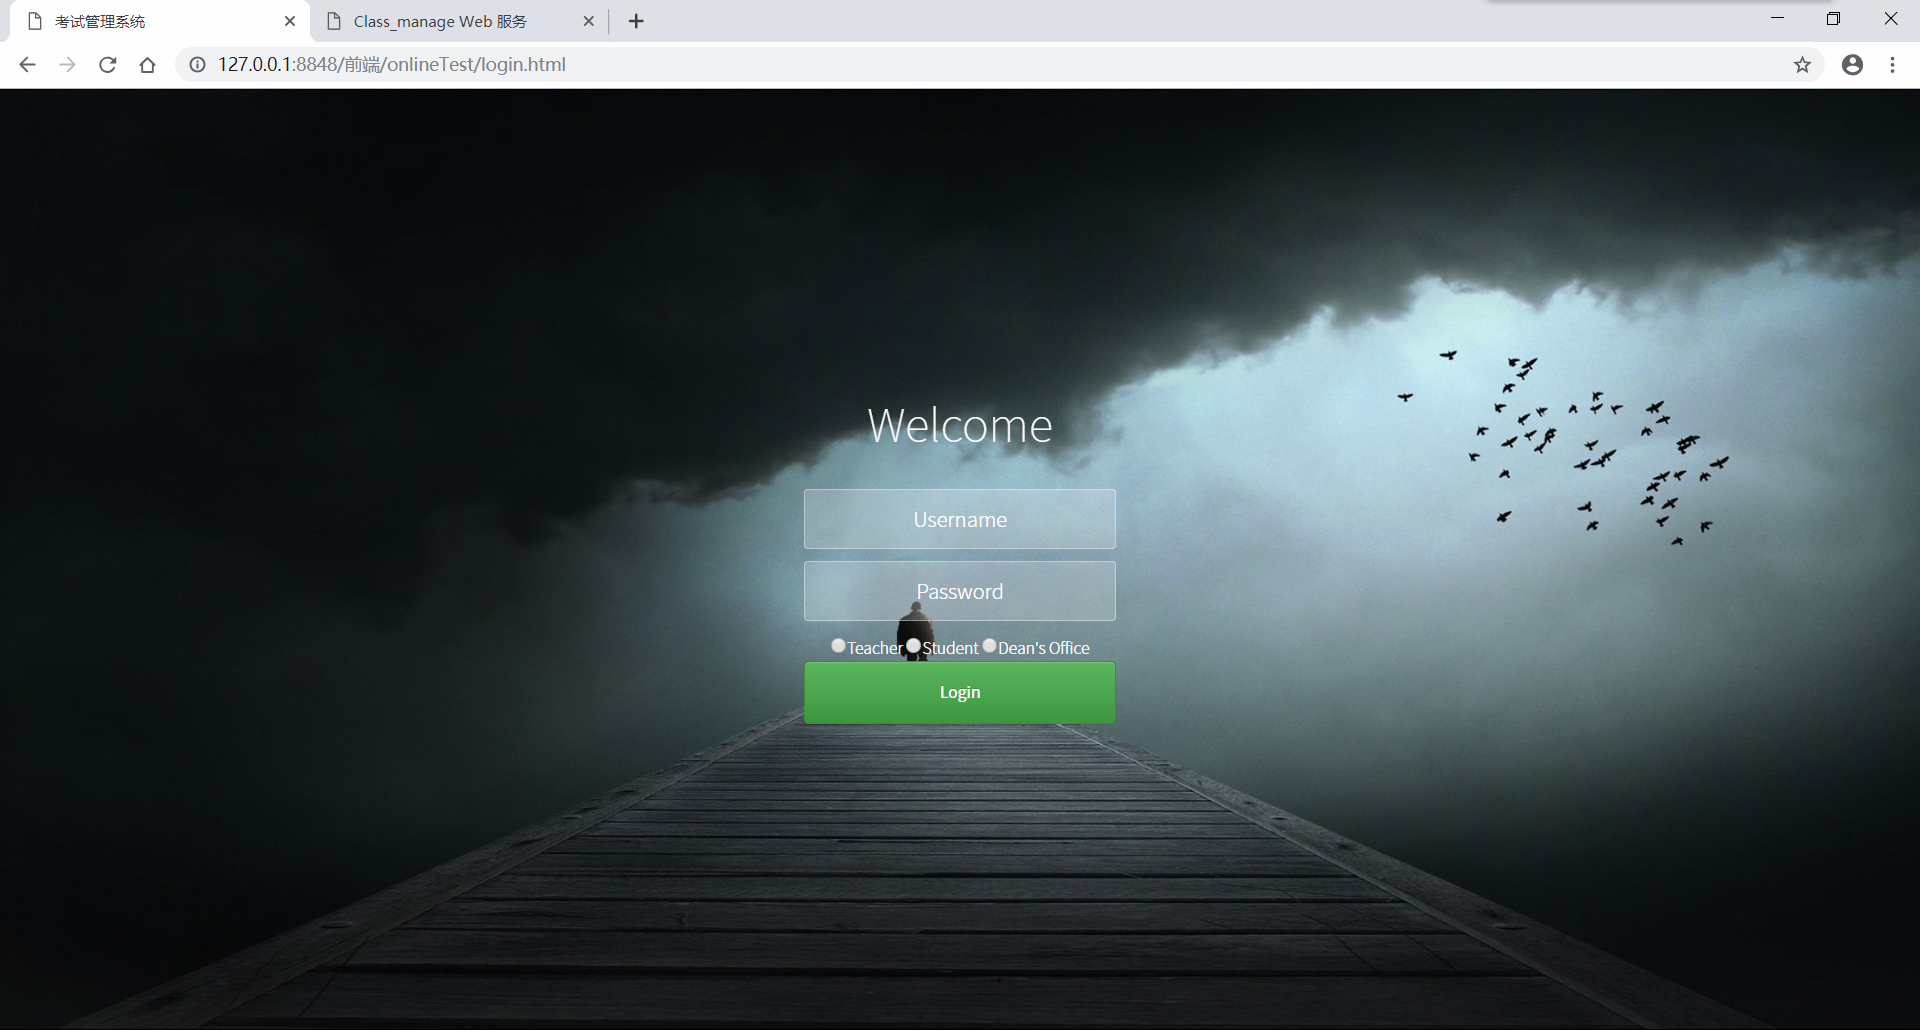 考试管理系统
Class_manage Web 服务
127.0.0.1:8848/前端/onlineTest/login.html
Welcome
Username
Password
Teacher Student Dean's Office
Login